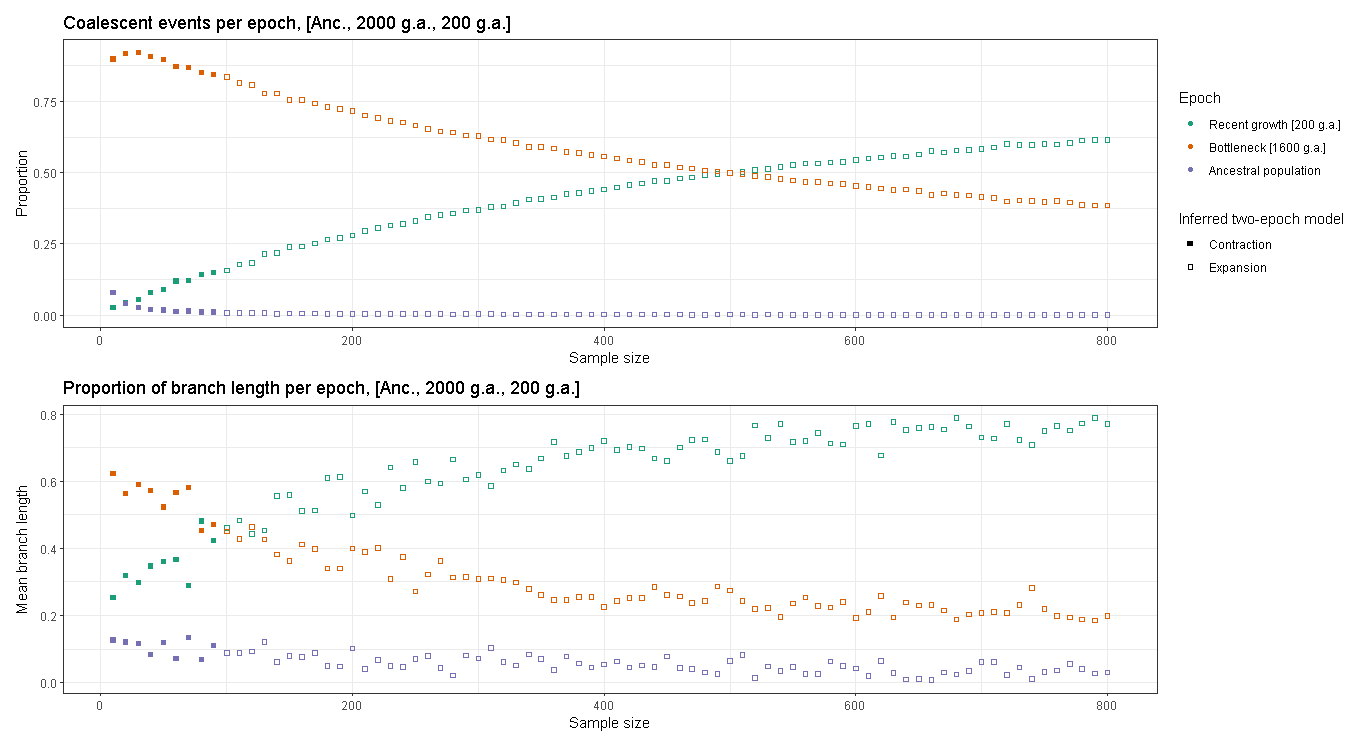 Coalescent events per epoch, [Anc., 2000 g.a., 200 g.a.]
Proportion
0.75
0.50
0.25
0.00
0
200
400
600
800
Sample size
Epoch
Recent growth [200 g.a.]
Bottleneck [1600 g.a.]
Ancestral population
Inferred two-epoch model
Contraction
Expansion
Proportion of branch length per epoch, [Anc., 2000 g.a., 200 g.a.]
Mean branch length
0.8
0.6
0.4
0.2
0.0
0
200
400
600
800
Sample size